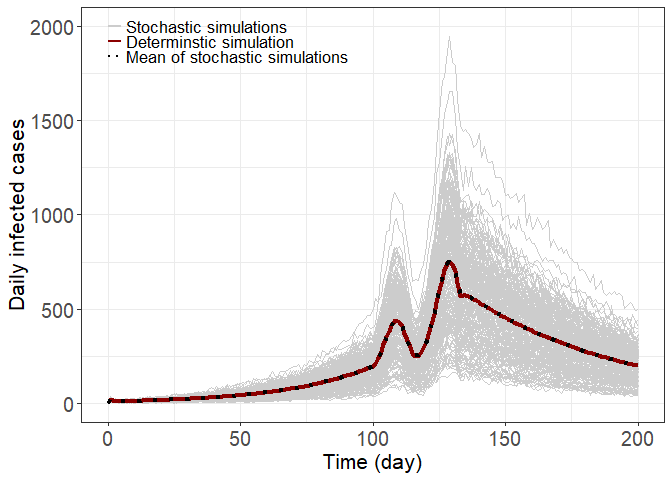 Stochastic simulations
Determinstic simulation
Mean of stochastic simulations
Daily infected cases
2000
1500
1000
500
0
0 50 100 150 200
Time (day)